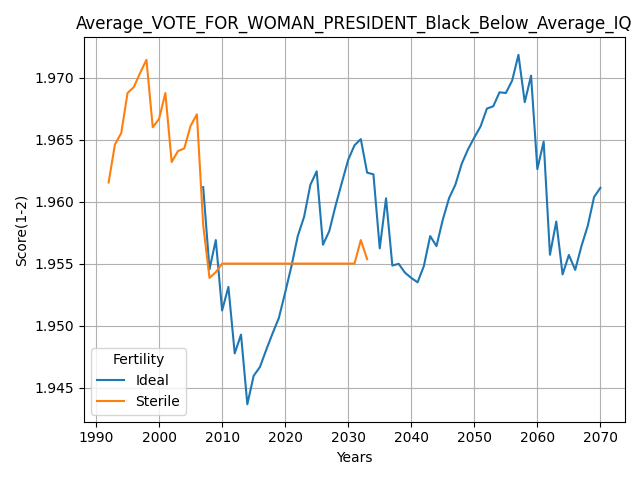 Average_VOTE_FOR_WOMAN_PRESIDENT_Black_Below_Average_IQ
1.970
1.965
1.960
1.955
1.950
1.945
Score(1-2)
Fertility
Ideal
Sterile
1990 2000 2010 2020 2030 2040 2050 2060 2070
Years